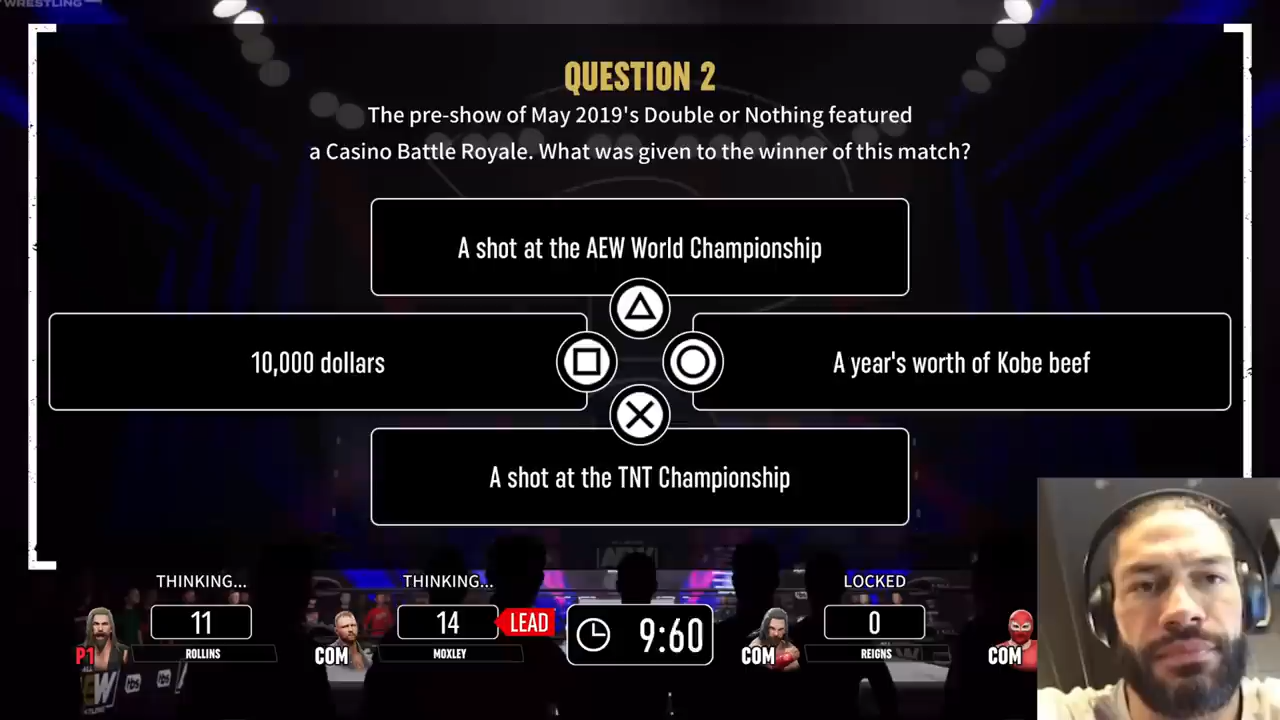 WRESTLING
QUESTION 2
The pre-show of May 2019's Double or Nothing featured
a Casino Battle Royale. What was given to the winner of this match?
A shot at the AEW World Championship
10,000 dollars
A year's worth of Kobe beef
A shot at the TNT Championship
THINKING...
THINKING...
LOCKED
11
14
LEAD
9:60
0
P1
ROLLINS
COM
MOXLEY
COM
REIGNS
COM
AEW
tbs